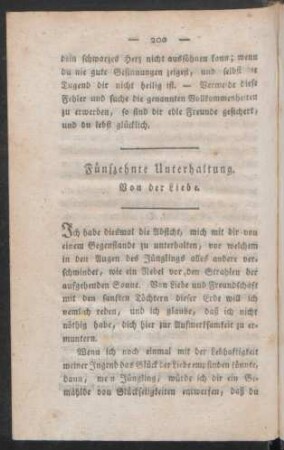 — 202 —
dein schwarzes Herz nicht aussühnen kann; wenn
du nie gute Gesinnungen zeigest, und selbst
Tugend dir nicht heilig ist. — Vermeide diese
Fehler und suche die genannten Vollkommenheiten
zu erwerben, so sind dir edle Freunde gesichert,
und du lebst glücklich.
Fünfzehnte Unterhaltung.
Von der Liebe.
Ich habe diesmal die Absicht, mich mit dir von
einem Gegenstande zu unterhalten, vor welchem
in den Augen des Jünglings alles andere ver-
schwindet, wie ein Nebel vor den Strahlen der
aufgehenden Sonne. Von Liebe und Freundschaft
mit den sanften Töchtern dieser Erde will ich
nemlich reden, und ich glaube, daß ich nicht
nöthig habe, dich hier zur Aufmerksamkeit zu er-
muntern.
Wenn ich noch einmal mit der Lebhaftigkeit
meiner Jugend das Glück der Liebe empfinden könnte,
dann, mein Jüngling, würde ich dir ein Ge-
mählde von Glückseligkeiten entwerfen, daß du